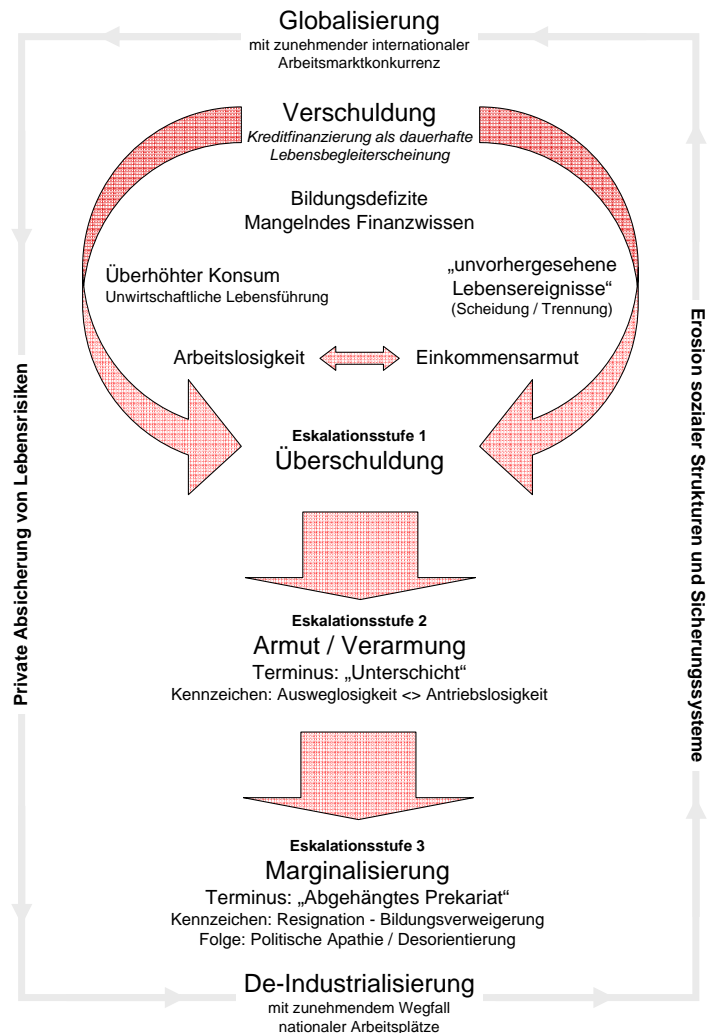 Globalisierung
mit zunehmender internationaler
Arbeitsmarktkonkurrenz
Verschuldung
Kreditfinanzierung als dauerhafte
Lebensbegleiterscheinung
Bildungsdefizite
Mangelndes Finanzwissen
Überhöhter Konsum
Unwirtschaftliche Lebensführung
„unvorhergesehene
Lebensereignisse“
(Scheidung / Trennung)
Arbeitslosigkeit
Einkommensarmut
Eskalationsstufe 1
Überschuldung
Eskalationsstufe 2
Armut / Verarmung
Terminus: „Unterschicht“
Kennzeichen: Ausweglosigkeit <> Antriebslosigkeit
Eskalationsstufe 3
Marginalisierung
Terminus: „Abgehängtes Prekariat“
Kennzeichen: Resignation - Bildungsverweigerung
Folge: Politische Apathie / Desorientierung
De-Industrialisierung
mit zunehmendem Wegfall
nationaler Arbeitsplätze
Private Absicherung von Lebensrisiken
Erosion sozialer Strukturen und Sicherungssysteme